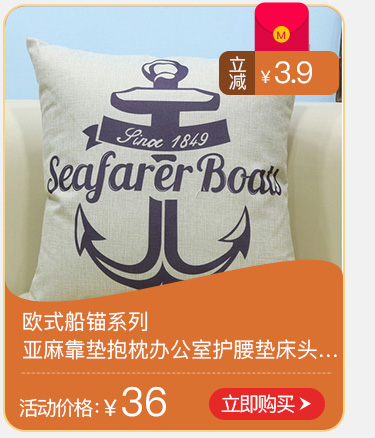 M
立减 ¥3.9
Since 1849
Seafarer Boats
欧式船锚系列
亚麻靠垫抱枕办公室护腰垫床头...
活动价格:¥36
立即购买